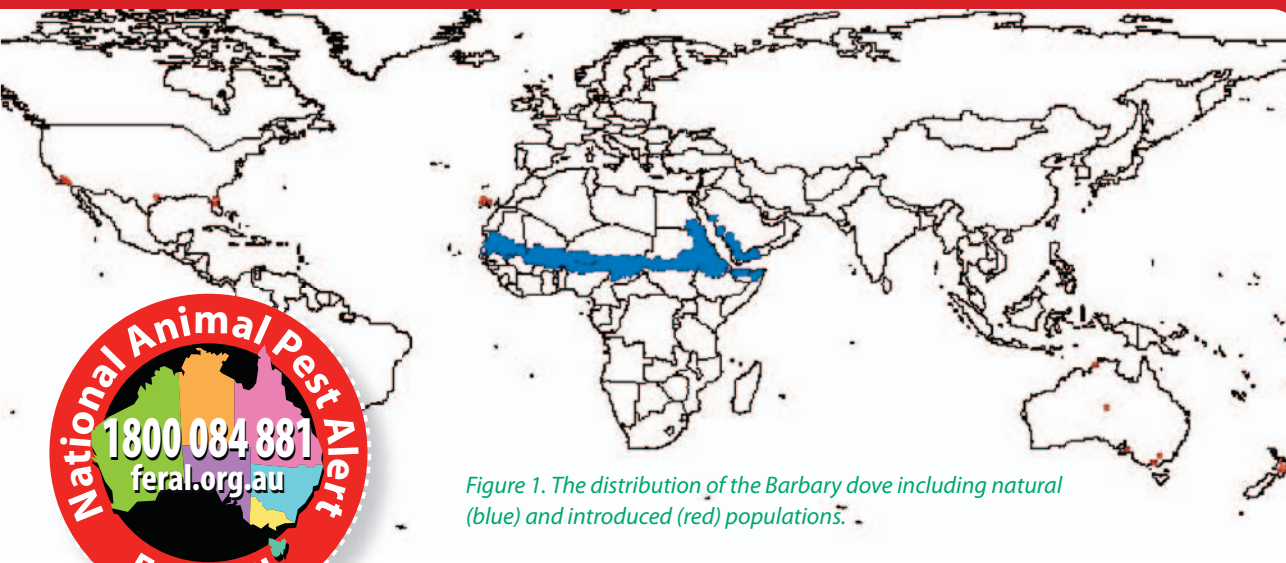 National Animal Pest Alert
1800 084 881
feral.org.au
Figure 1. The distribution of the Barbary dove including natural
(blue) and introduced (red) populations.